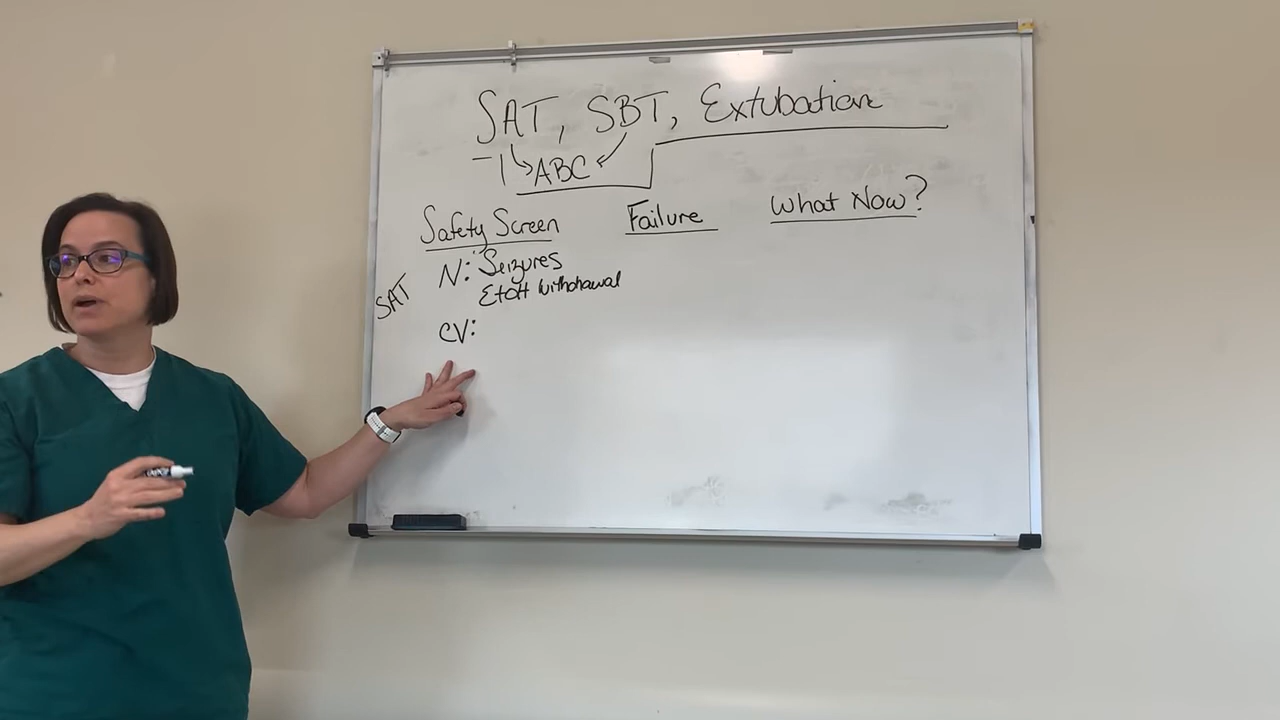 SAT, SBT, Extubation
ABC
Safety Screen
Failure
What Now?
SAT
N: Seizures
EtoH withdrawal
CV: